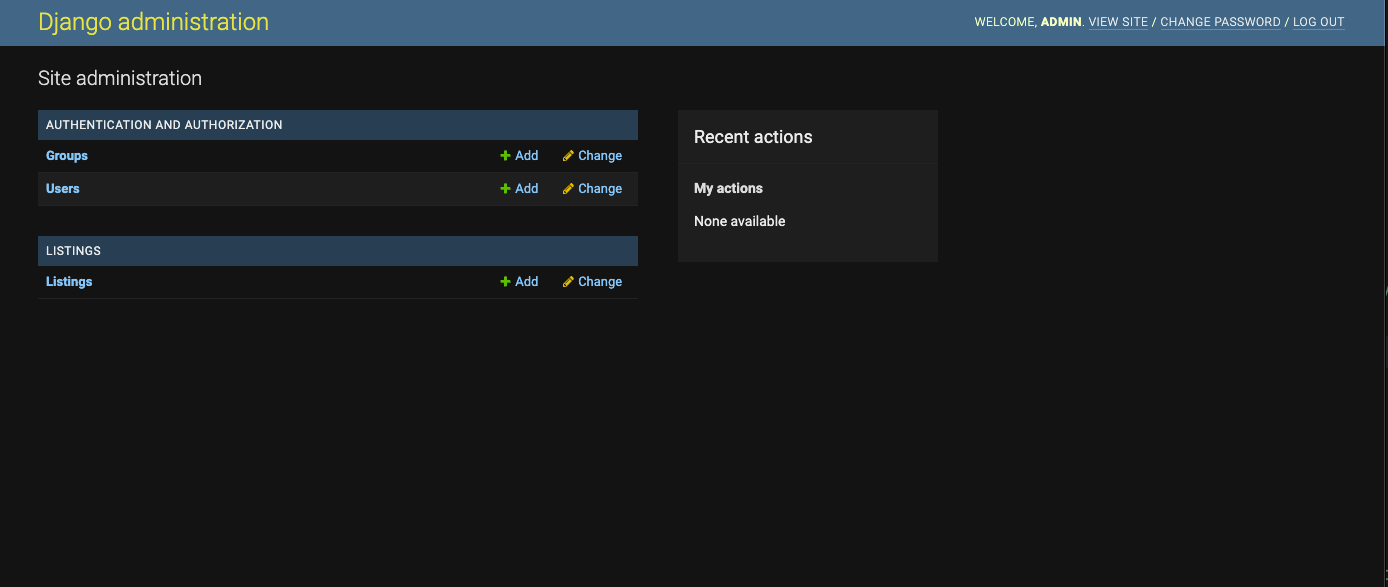 Django administration
WELCOME, ADMIN. VIEW SITE / CHANGE PASSWORD / LOG OUT
Site administration
AUTHENTICATION AND AUTHORIZATION
Groups Add Change
Users Add Change
LISTINGS
Listings Add Change
Recent actions
My actions
None available